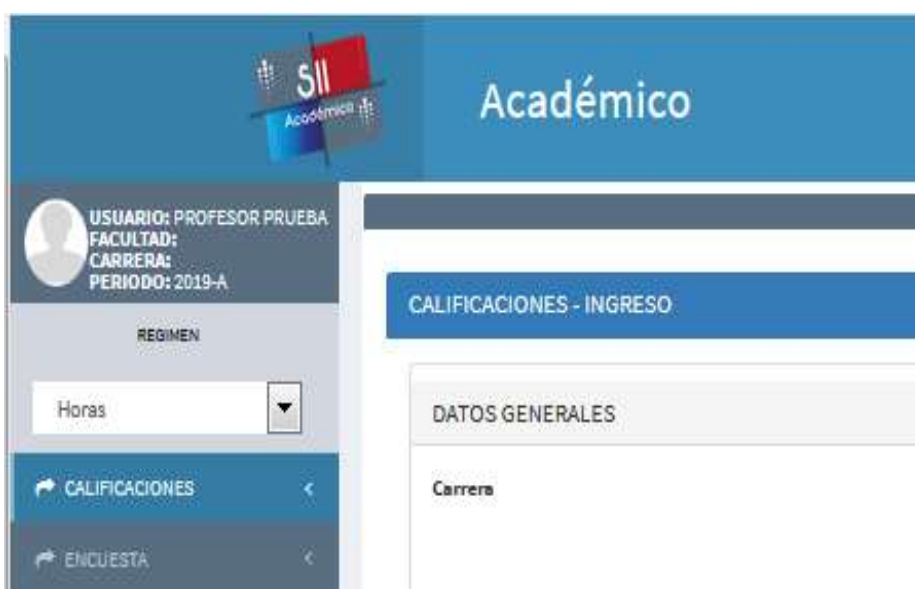 SII
Académico
Académico
USUARIO: PROFESOR PRUEBA
FACULTAD:
CARRERA:
PERIODO: 2019-A
REGIMEN
Horas
CALIFICACIONES
ENCUESTA
CALIFICACIONES - INGRESO
DATOS GENERALES
Carrera